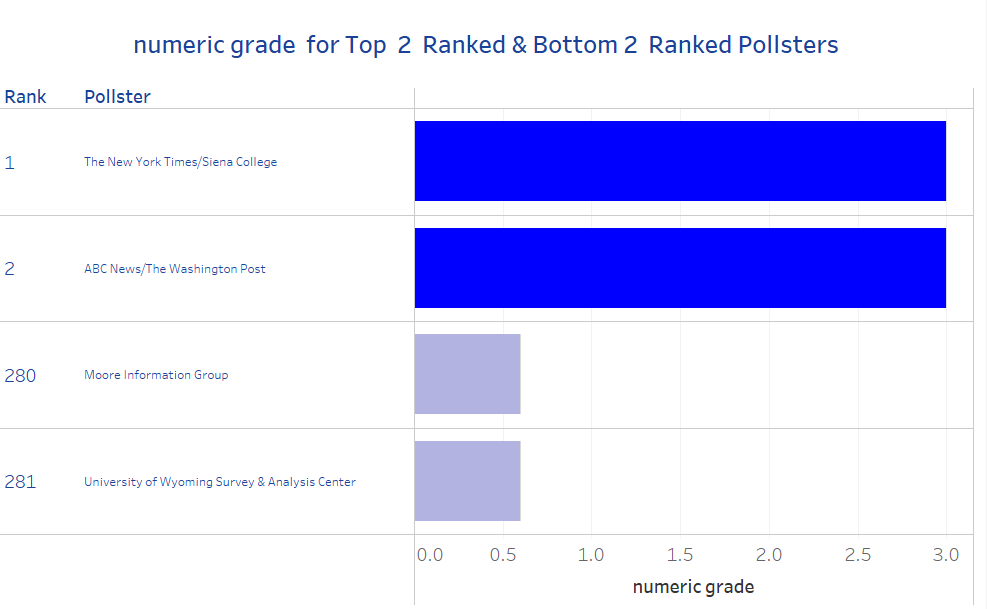 numeric grade  for Top  2  Ranked & Bottom 2  Ranked Pollsters
Rank Pollster
1 The New York Times/Siena College
2 ABC News/The Washington Post
280 Moore Information Group
281 University of Wyoming Survey & Analysis Center
0.0 0.5 1.0 1.5 2.0 2.5 3.0
numeric grade